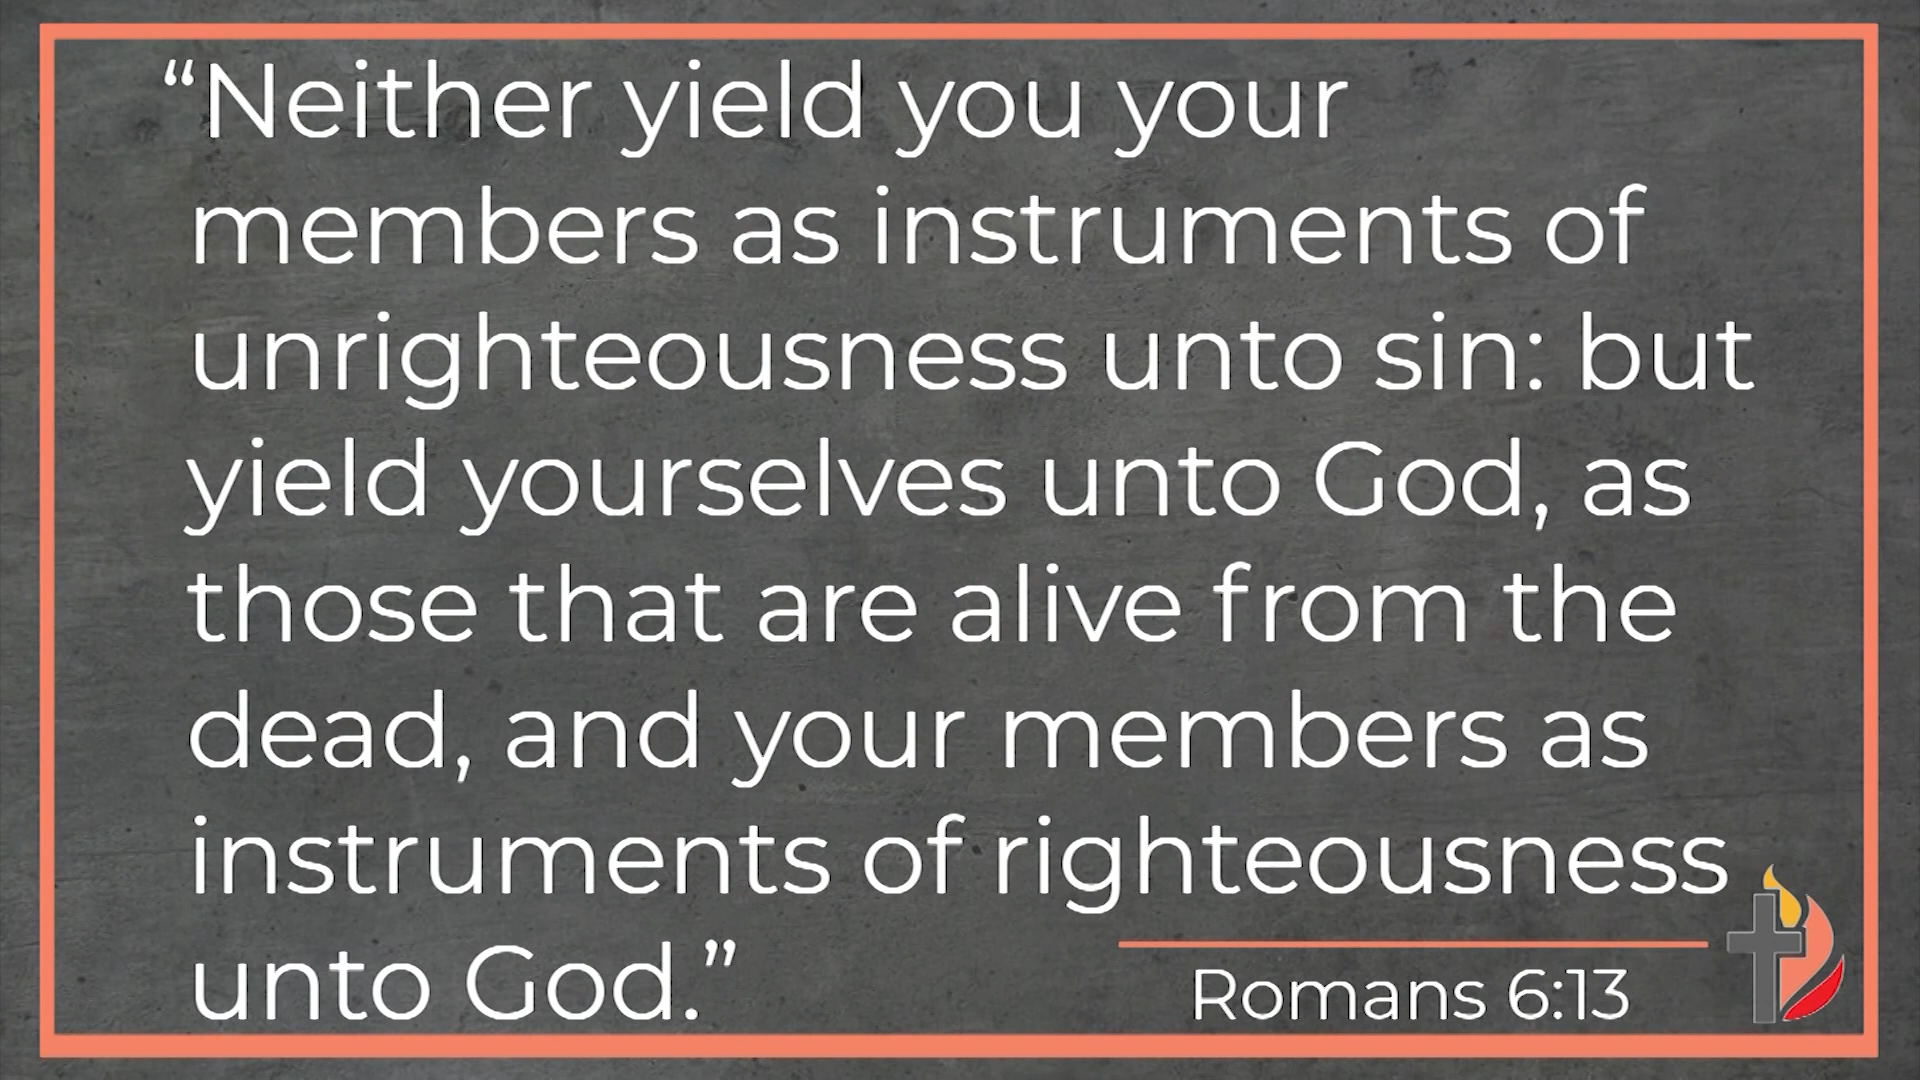 “Neither yield you your
members as instruments of
unrighteousness unto sin: but
yield yourselves unto God, as
those that are alive from the
dead, and your members as
instruments of righteousness
unto God.”
Romans 6:13